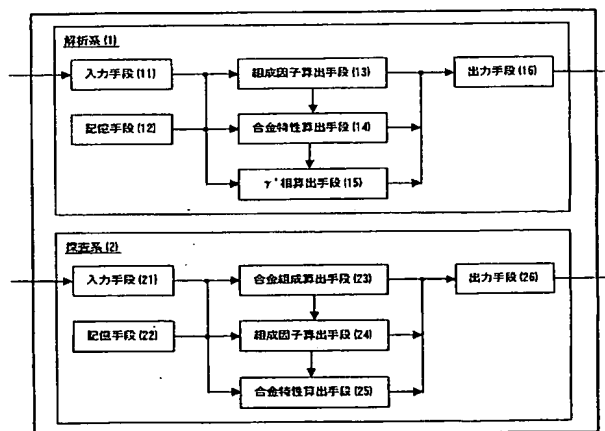 解析系(1)
入力手段(11)
組成因子算出手段(13)
出力手段(16)
記憶手段(12)
合金特性算出手段(14)
γ'相算出手段(15)
探査系(2)
入力手段(21)
合金組成算出手段(23)
出力手段(26)
記憶手段(22)
組成因子算出手段(24)
合金特性算出手段(25)